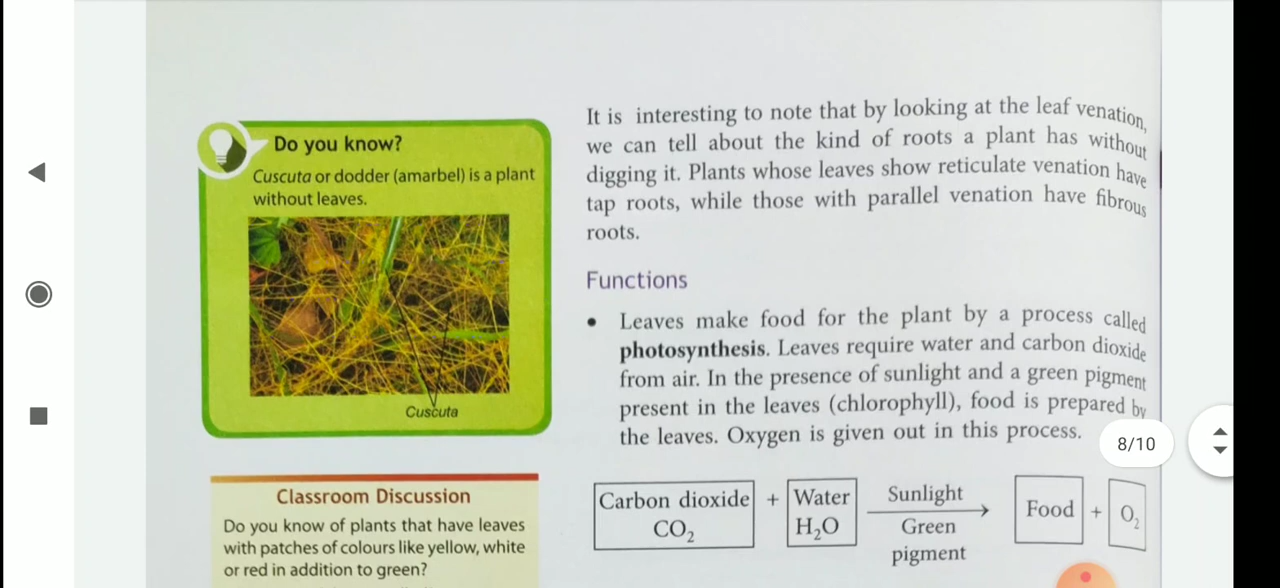 Do you know?
Cuscuta or dodder (amarbel) is a plant
without leaves.
Cuscuta
Classroom Discussion
Do you know of plants that have leaves
with patches of colours like yellow, white
or red in addition to green?
It is interesting to note that by looking at the leaf venation,
we can tell about the kind of roots a plant has without
digging it. Plants whose leaves show reticulate venation have
tap roots, while those with parallel venation have fibrous
roots.
Functions
• Leaves make food for the plant by a process called
photosynthesis. Leaves require water and carbon dioxide
from air. In the presence of sunlight and a green pigment
present in the leaves (chlorophyll), food is prepared by
the leaves. Oxygen is given out in this process.
8/10
Carbon dioxide + Water Sunlight Food + O₂
CO₂ H₂O Green
pigment